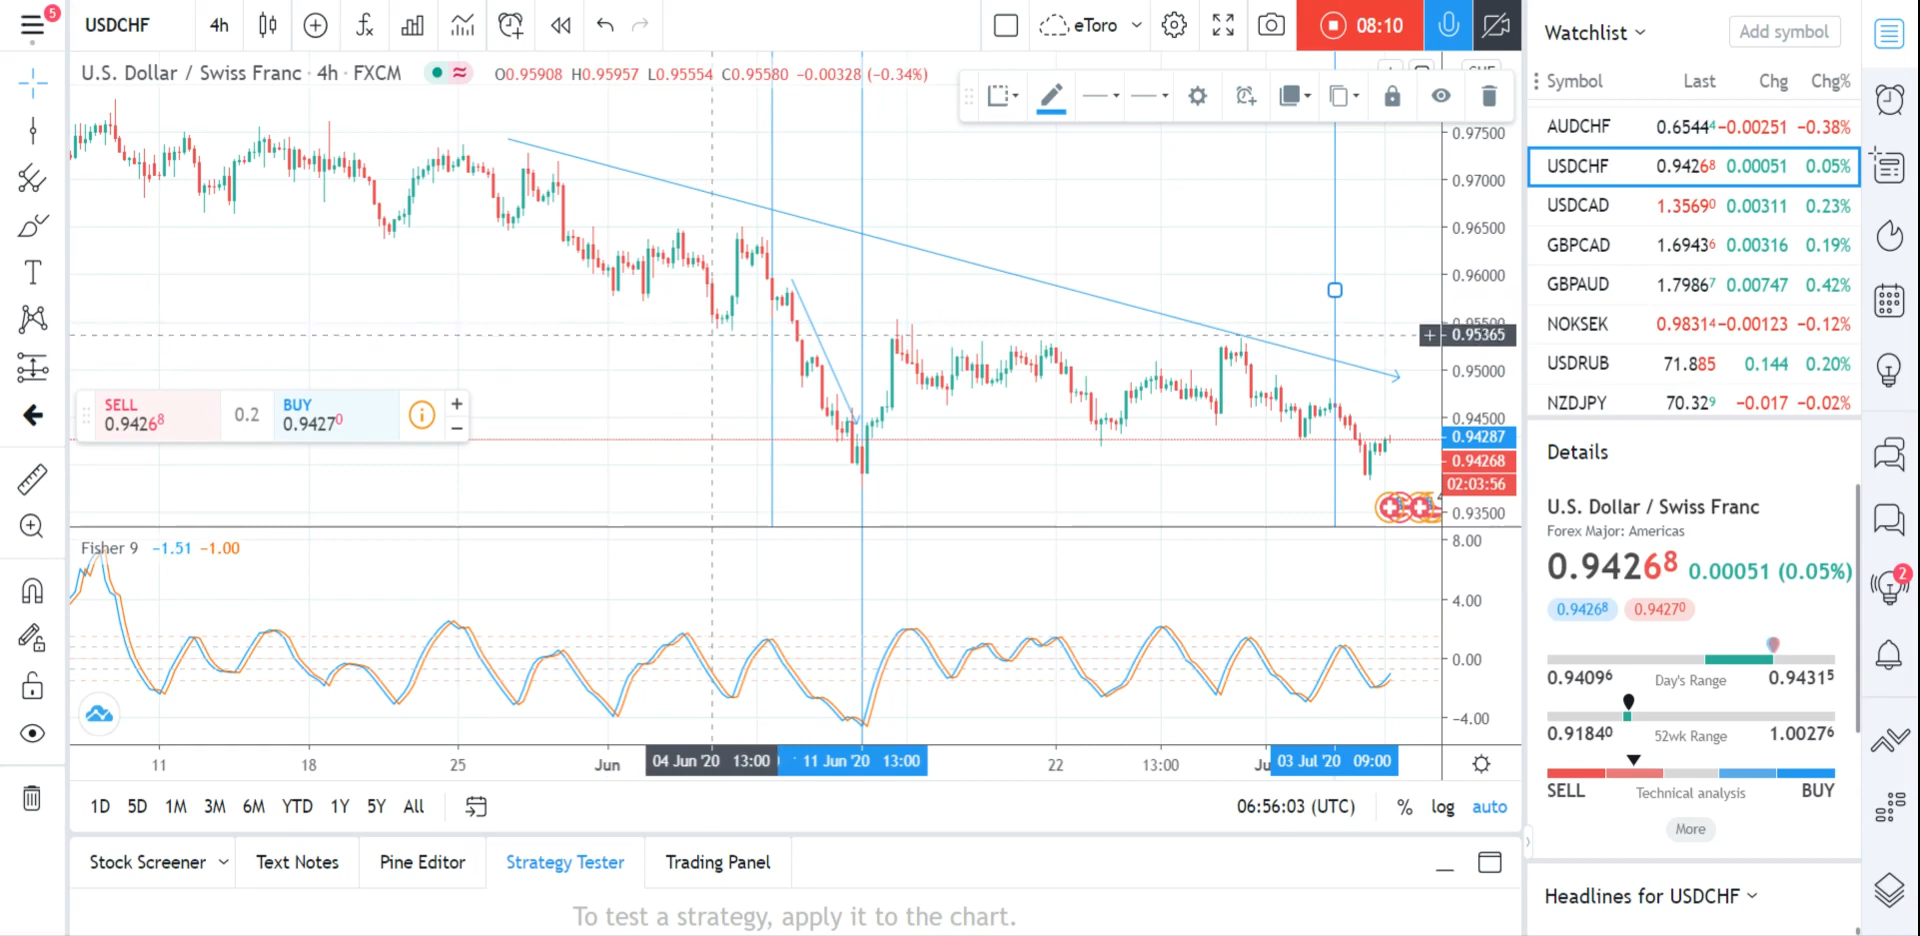 5
USDCHF 4h eToro 08:10
U.S. Dollar / Swiss Franc · 4h · FXCM
O0.95908 H0.95957 L0.95554 C0.95580 −0.00328 (−0.34%)
0.97500
0.97000
0.96500
0.96000
0.95365
0.95000
0.94500
0.94287
0.94268
02:03:56
0.93500
SELL
0.94268
0.2
BUY
0.94270
Fisher 9 −1.51 −1.00
8.00
4.00
0.00
−4.00
11 18 25 Jun 04 Jun '20 13:00 11 Jun '20 13:00 22 13:00 03 Jul '20 09:00
1D 5D 1M 3M 6M YTD 1Y 5Y All
06:56:03 (UTC) % log auto
Stock Screener Text Notes Pine Editor Strategy Tester Trading Panel
To test a strategy, apply it to the chart.
Watchlist Add symbol
Symbol Last Chg Chg%
AUDCHF 0.65444 −0.00251 −0.38%
USDCHF 0.94268 0.00051 0.05%
USDCAD 1.35690 0.00311 0.23%
GBPCAD 1.69436 0.00316 0.19%
GBPAUD 1.79867 0.00747 0.42%
NOKSEK 0.98314 −0.00123 −0.12%
USDRUB 71.885 0.144 0.20%
NZDJPY 70.329 −0.017 −0.02%
Details
U.S. Dollar / Swiss Franc
Forex Major: Americas
0.94268 0.00051 (0.05%)
0.94268 0.94270
0.94096 Day's Range 0.94315
0.91840 52wk Range 1.00276
SELL Technical analysis BUY
More
Headlines for USDCHF
2